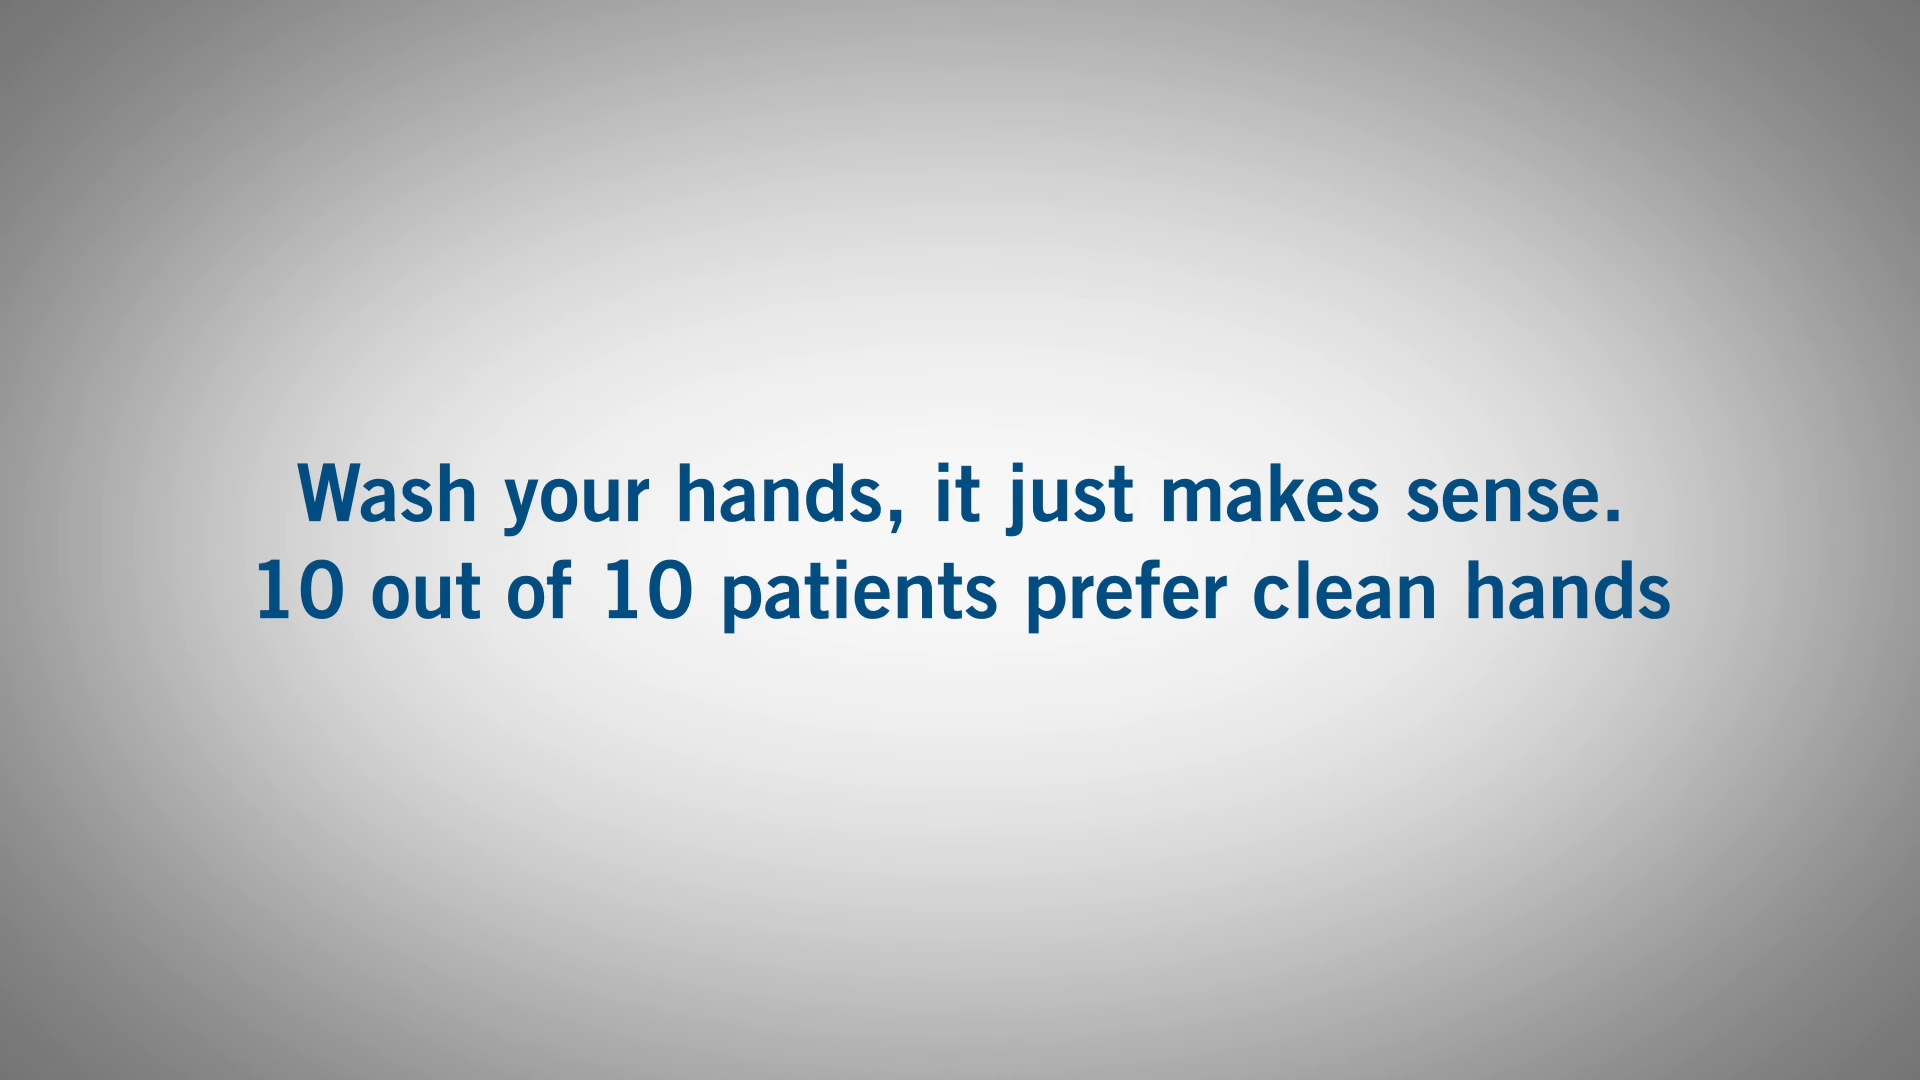 Wash your hands, it just makes sense.
10 out of 10 patients prefer clean hands